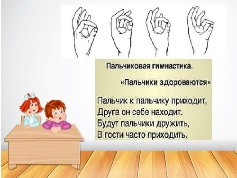 Пальчиковая гимнастика.
«Пальчики здороваются»
Пальчик к пальчику приходит,
Друга он себе находит.
Будут пальчики дружить,
В гости часто приходить.